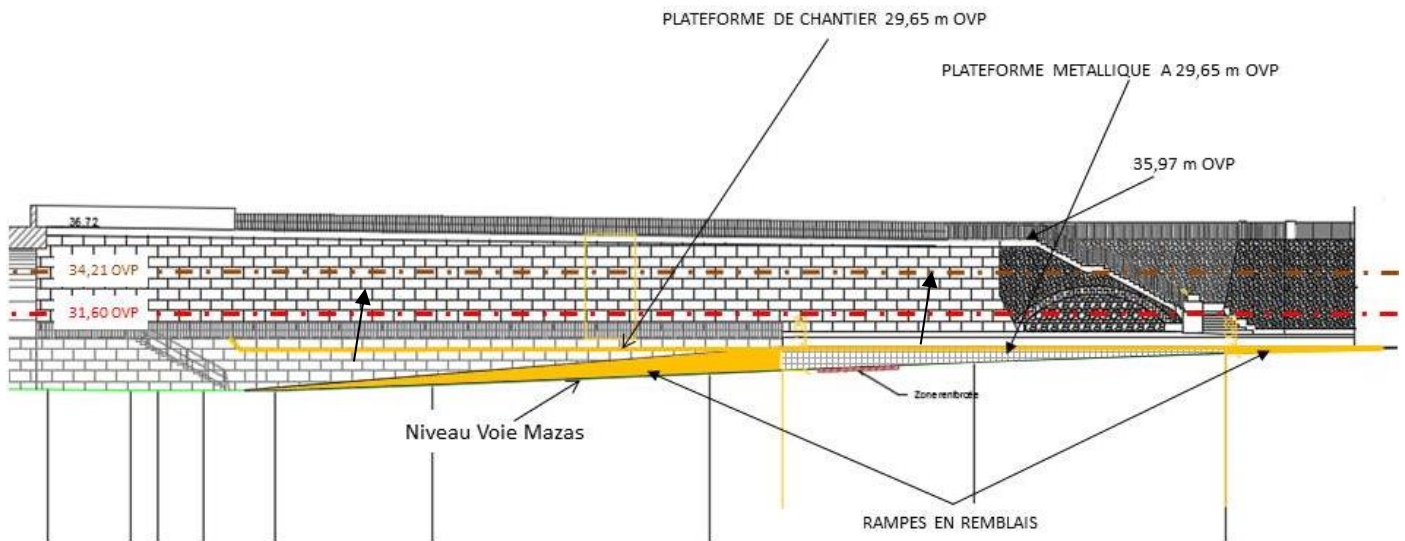 PLATEFORME DE CHANTIER 29,65 m OVP
PLATEFORME METALLIQUE A 29,65 m OVP
35,97 m OVP
36.72
34,21 OVP
31,60 OVP
Zone renforcée
Niveau Voie Mazas
RAMPES EN REMBLAIS